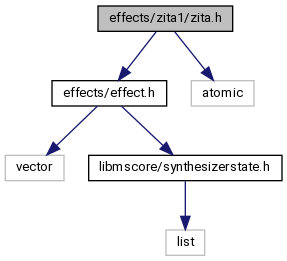 effects/zita1/zita.h
effects/effect.h
atomic
vector
libmscore/synthesizerstate.h
list